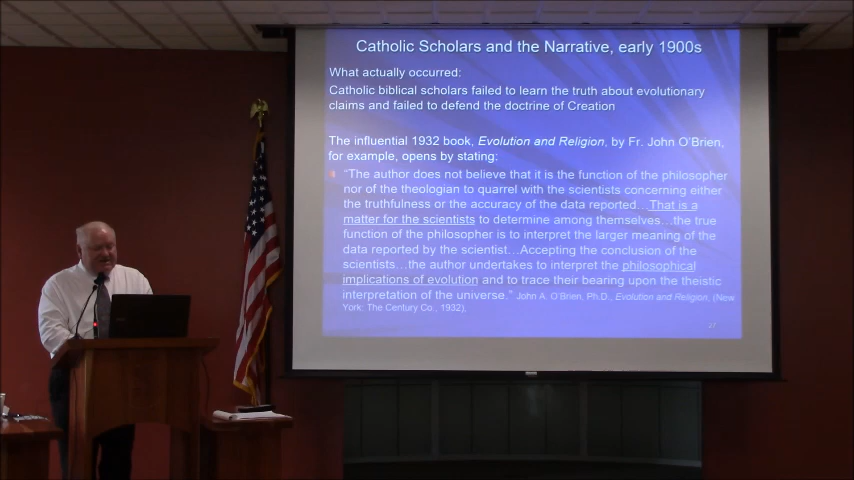 Catholic Scholars and the Narrative, early 1900s
What actually occurred:
Catholic biblical scholars failed to learn the truth about evolutionary
claims and failed to defend the doctrine of Creation
The influential 1932 book, Evolution and Religion, by Fr. John O'Brien,
for example, opens by stating:
"The author does not believe that it is the function of the philosopher
nor of the theologian to quarrel with the scientists concerning either
the truthfulness or the accuracy of the data reported…That is a
matter for the scientists to determine among themselves…the true
function of the philosopher is to interpret the larger meaning of the
data reported by the scientist…Accepting the conclusion of the
scientists…the author undertakes to interpret the philosophical
implications of evolution and to trace their bearing upon the theistic
interpretation of the universe." John A. O'Brien, Ph.D., Evolution and Religion, (New
York: The Century Co., 1932),
27